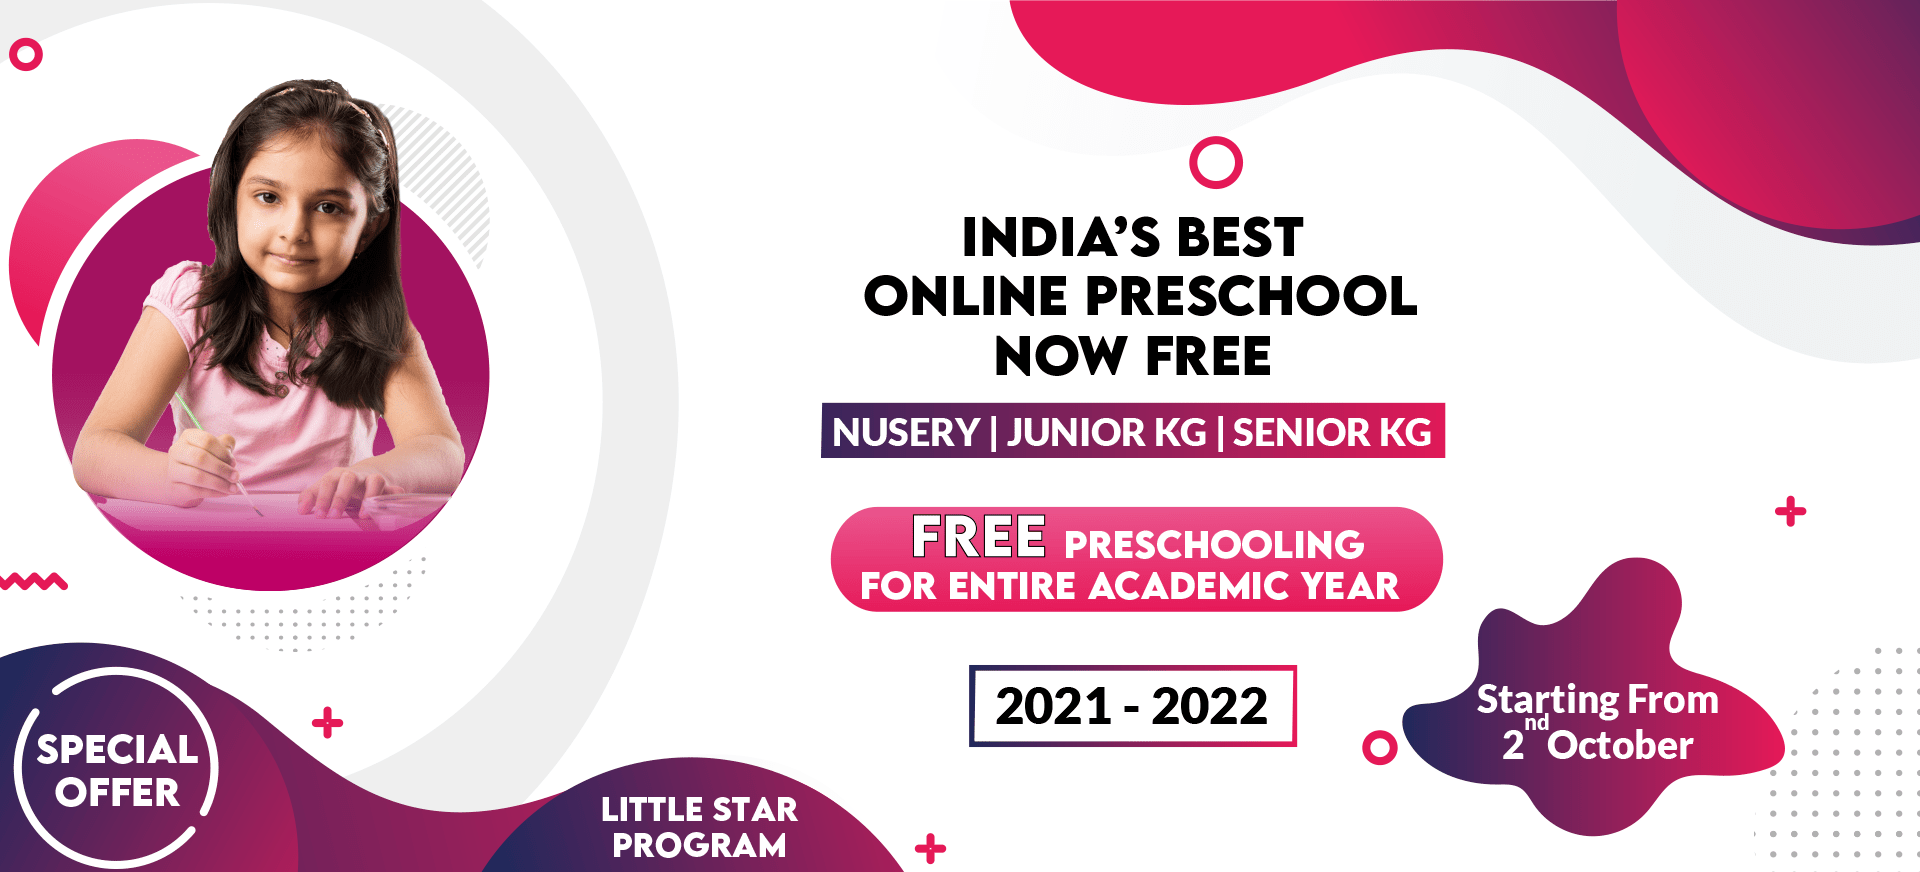 INDIA'S BEST
ONLINE PRESCHOOL
NOW FREE
NUSERY | JUNIOR KG | SENIOR KG
FREE PRESCHOOLING
FOR ENTIRE ACADEMIC YEAR
2021 - 2022
Starting From
2nd October
SPECIAL
OFFER
LITTLE STAR
PROGRAM